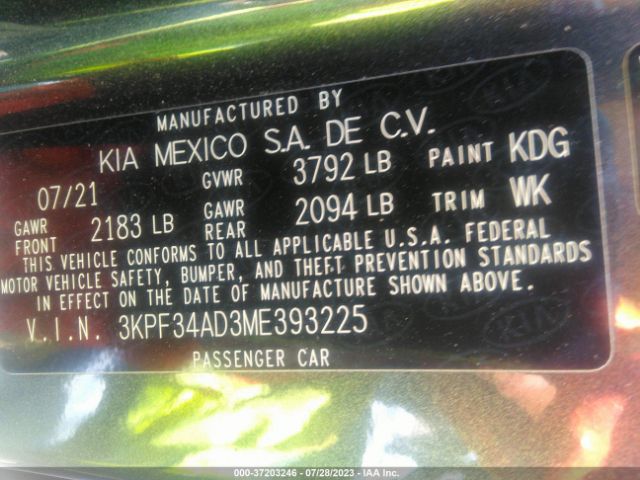 MANUFACTURED BY
KIA MEXICO S.A. DE C.V.
07/21 GVWR 3792 LB PAINT KDG
GAWR FRONT 2183 LB GAWR REAR 2094 LB TRIM WK
THIS VEHICLE CONFORMS TO ALL APPLICABLE U.S.A. FEDERAL
MOTOR VEHICLE SAFETY, BUMPER, AND THEFT PREVENTION STANDARDS
IN EFFECT ON THE DATE OF MANUFACTURE SHOWN ABOVE.
V.I.N. 3KPF34AD3ME393225
PASSENGER CAR
000-37203246 - 07/28/2023 - IAA Inc.